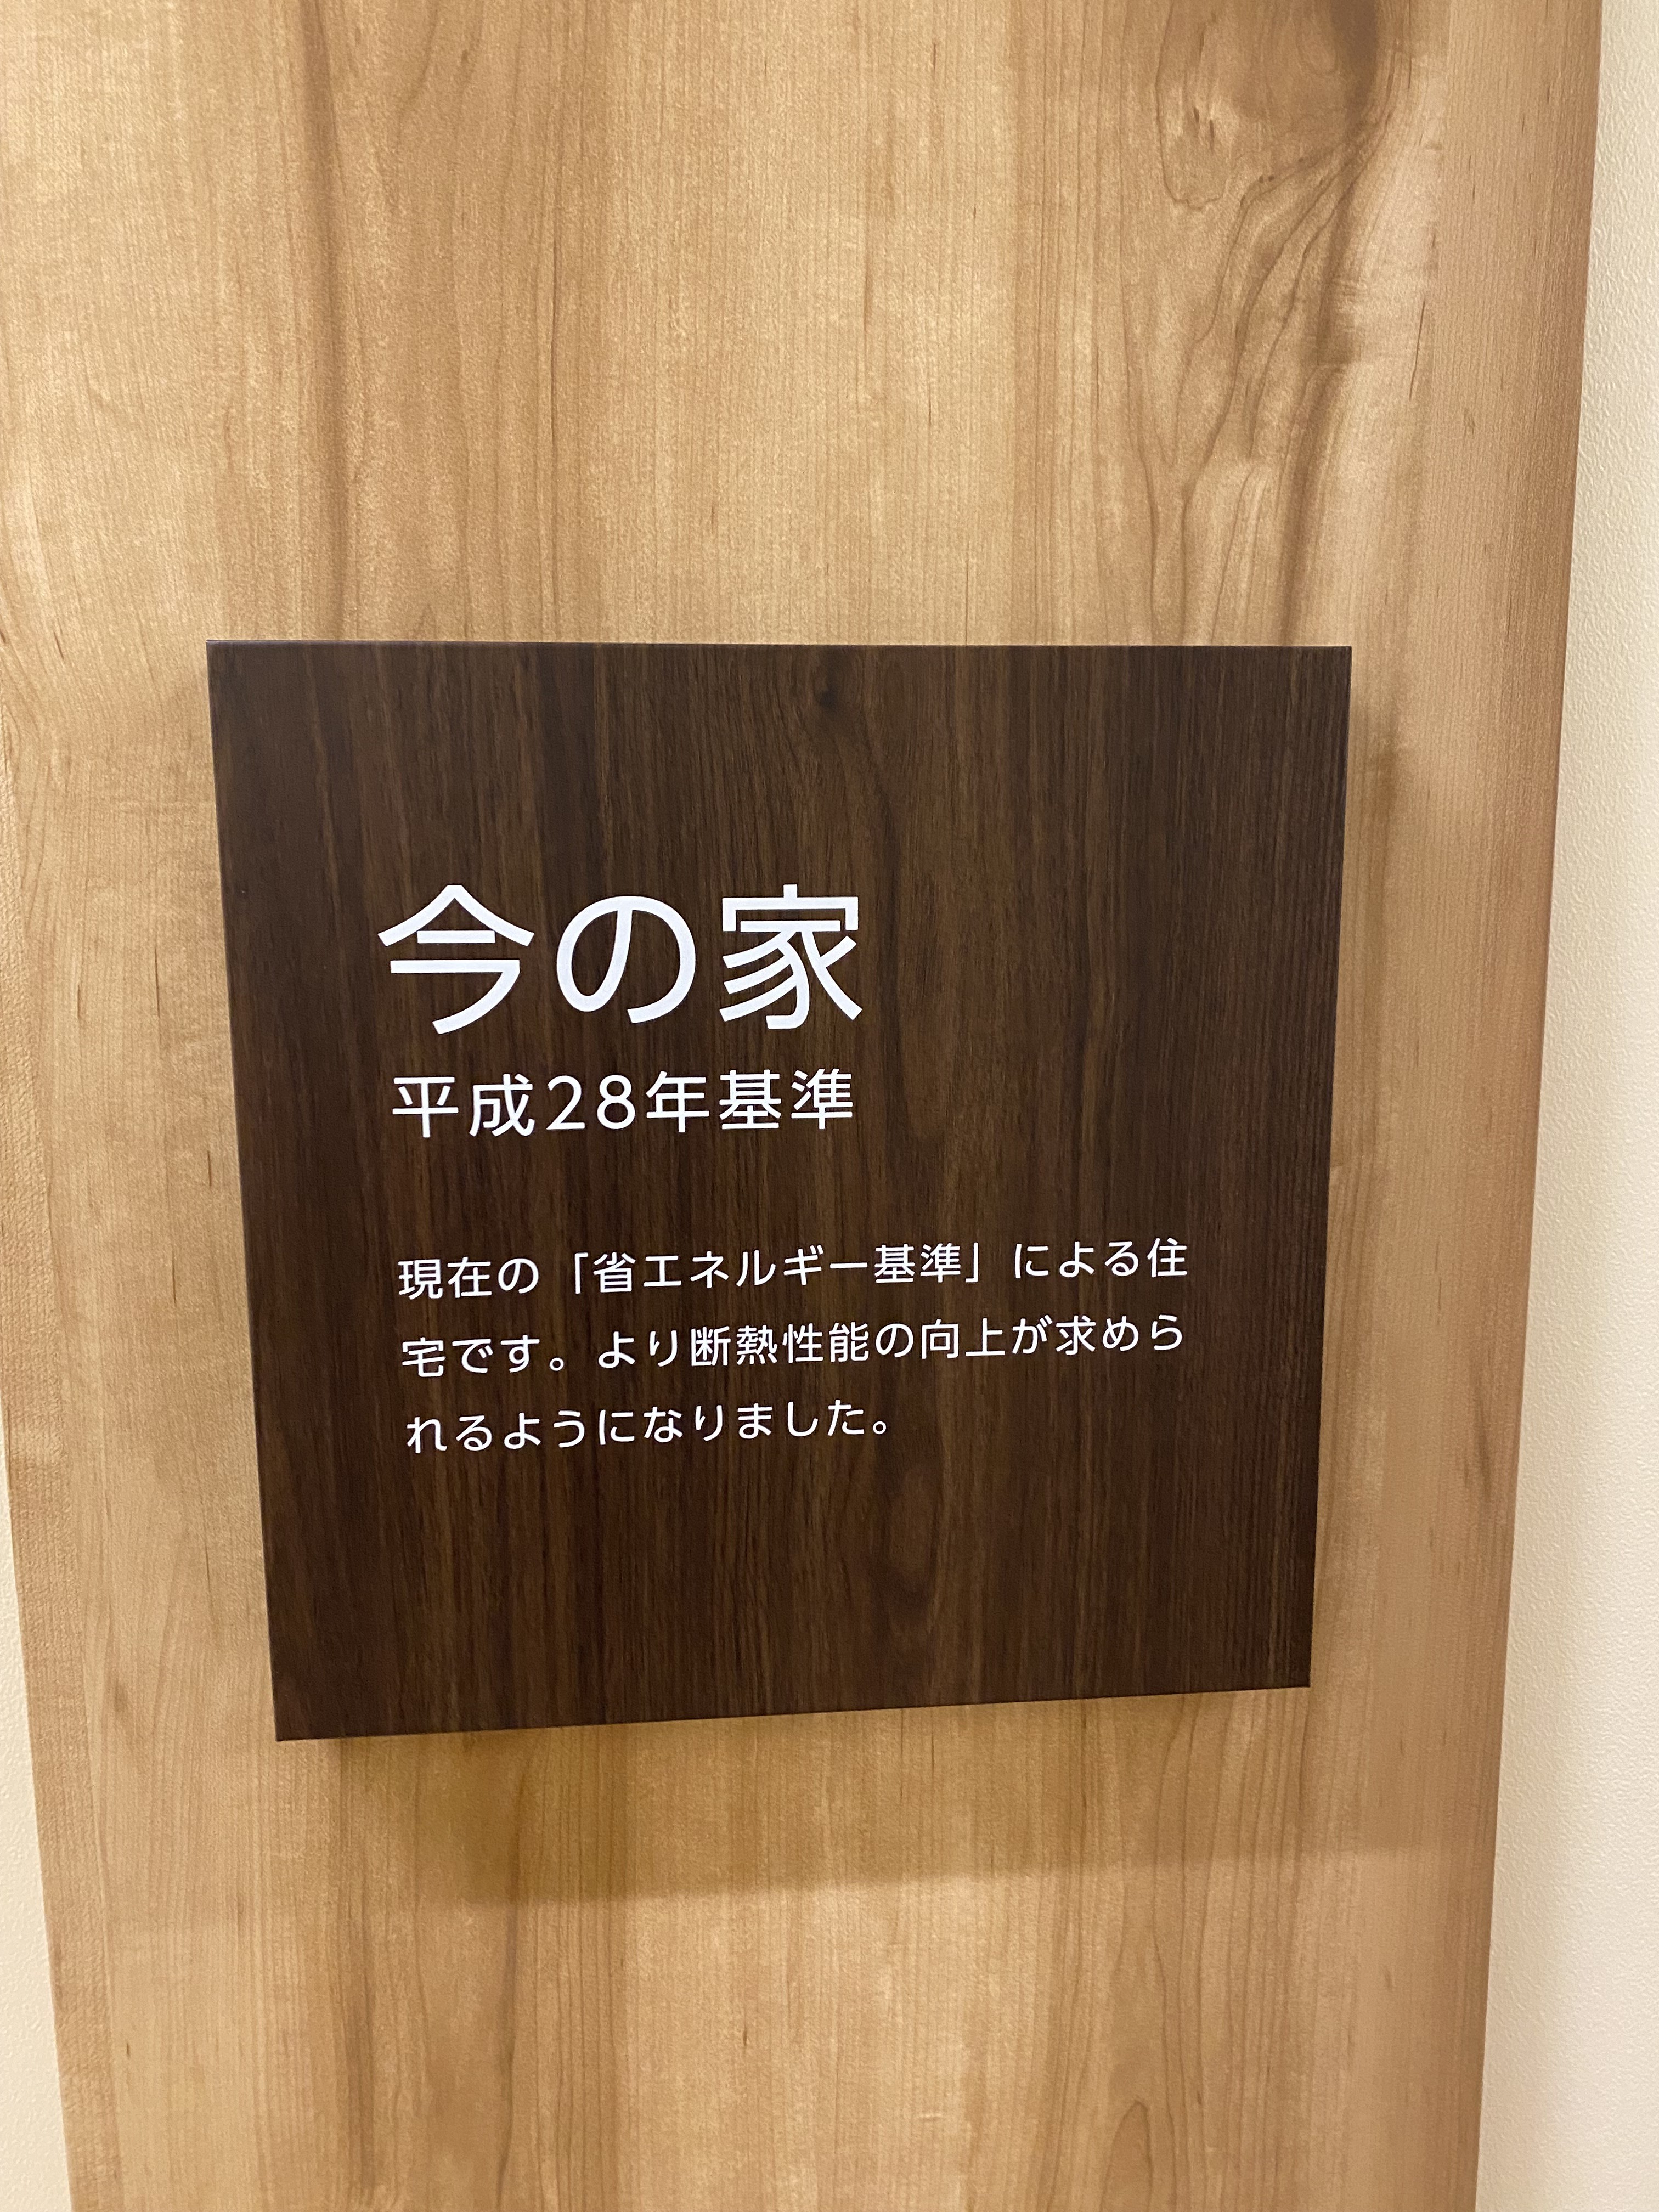 今の家
平成28年基準
現在の「省エネルギー基準」による住
宅です。より断熱性能の向上が求めら
れるようになりました。